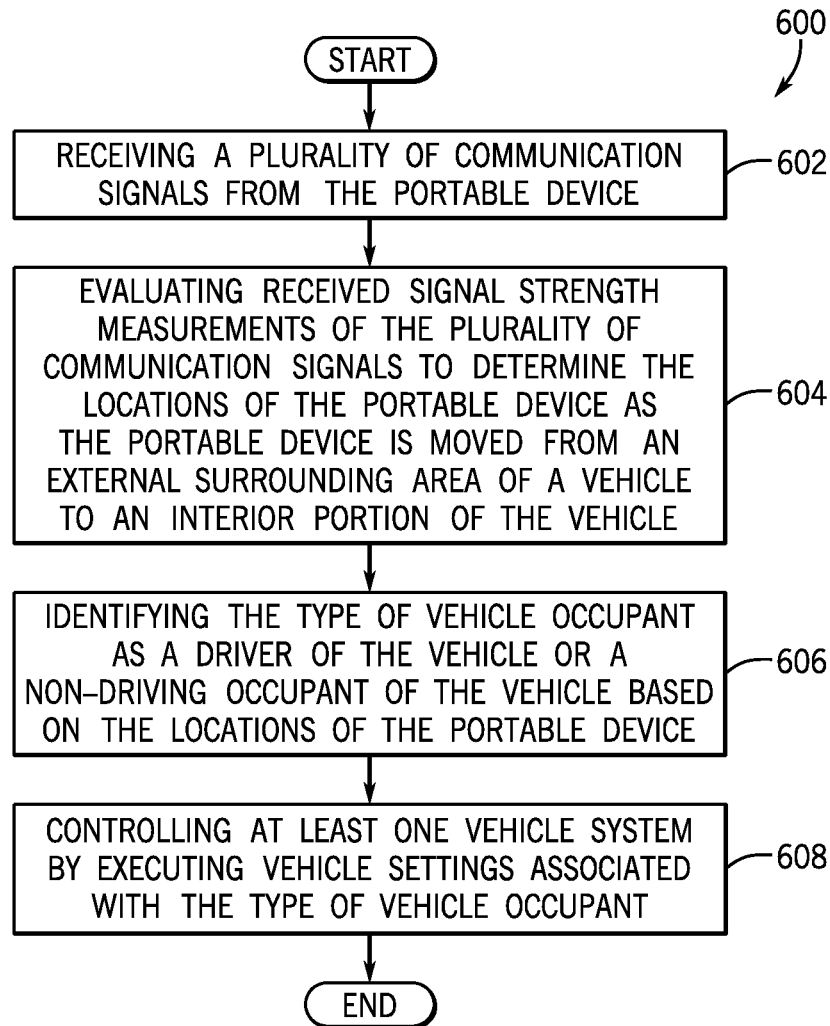 600
START
RECEIVING A PLURALITY OF COMMUNICATION
SIGNALS FROM THE PORTABLE DEVICE
602
EVALUATING RECEIVED SIGNAL STRENGTH
MEASUREMENTS OF THE PLURALITY OF
COMMUNICATION SIGNALS TO DETERMINE THE
LOCATIONS OF THE PORTABLE DEVICE AS
THE PORTABLE DEVICE IS MOVED FROM AN
EXTERNAL SURROUNDING AREA OF A VEHICLE
TO AN INTERIOR PORTION OF THE VEHICLE
604
IDENTIFYING THE TYPE OF VEHICLE OCCUPANT
AS A DRIVER OF THE VEHICLE OR A
NON-DRIVING OCCUPANT OF THE VEHICLE BASED
ON THE LOCATIONS OF THE PORTABLE DEVICE
606
CONTROLLING AT LEAST ONE VEHICLE SYSTEM
BY EXECUTING VEHICLE SETTINGS ASSOCIATED
WITH THE TYPE OF VEHICLE OCCUPANT
608
END